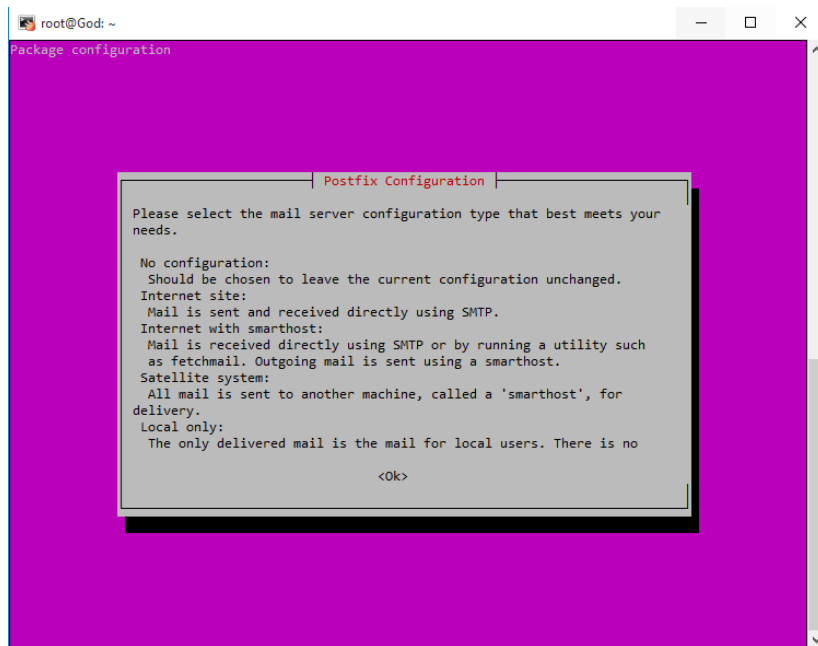 root@God: ~
Package configuration
Postfix Configuration
Please select the mail server configuration type that best meets your
needs.
No configuration:
Should be chosen to leave the current configuration unchanged.
Internet site:
Mail is sent and received directly using SMTP.
Internet with smarthost:
Mail is received directly using SMTP or by running a utility such
as fetchmail. Outgoing mail is sent using a smarthost.
Satellite system:
All mail is sent to another machine, called a 'smarthost', for
delivery.
Local only:
The only delivered mail is the mail for local users. There is no
<Ok>